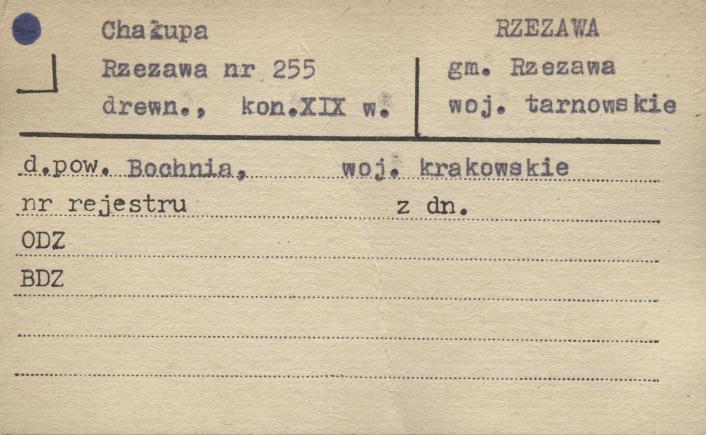 Chałupa
Rzezawa nr 255
drewn., kon.XIX w.
RZEZAWA
gm. Rzezawa
woj. tarnowskie
d.pow. Bochnia, woj. krakowskie
nr rejestru z dn.
ODZ
BDZ